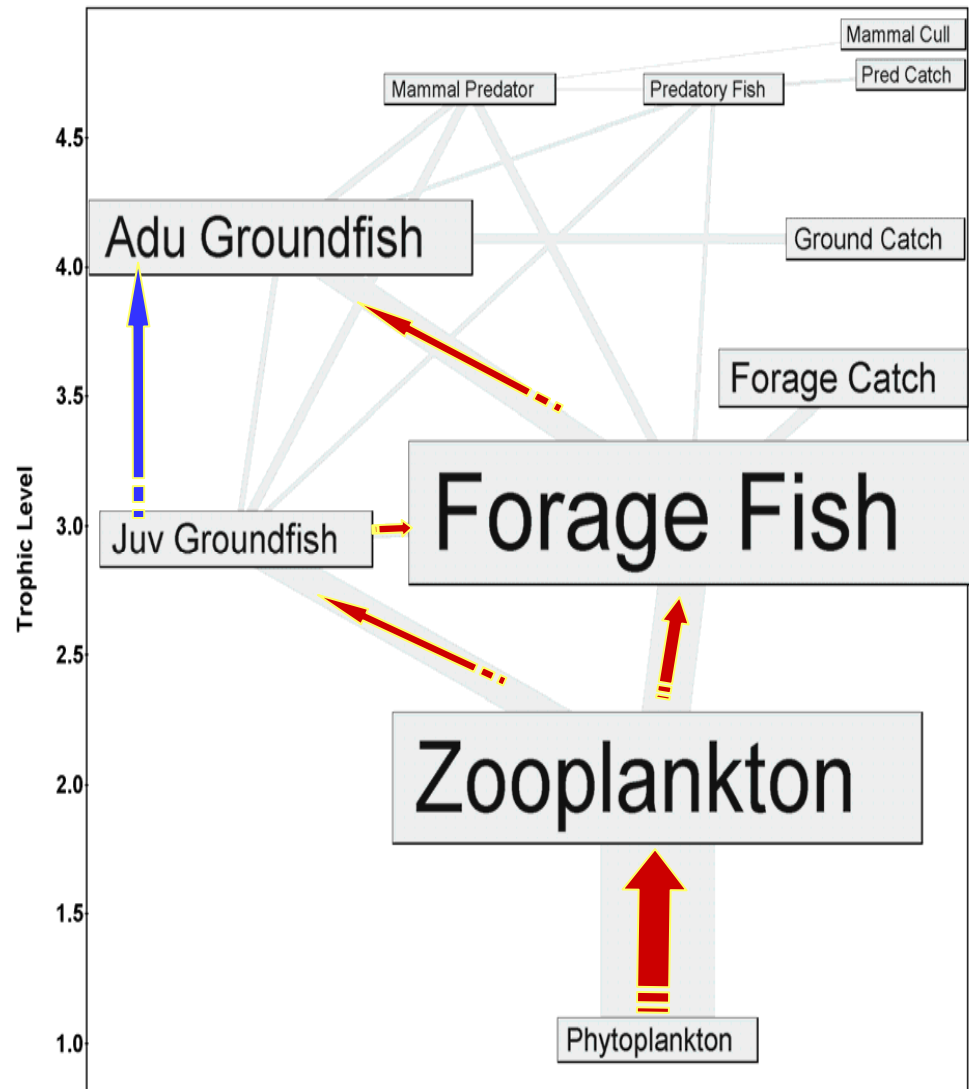 Mammal Cull
Pred Catch
Mammal Predator
Predatory Fish
4.5
Adu Groundfish
Ground Catch
4.0
Forage Catch
3.5
Trophic Level
Forage Fish
3.0
Juv Groundfish
2.5
Zooplankton
2.0
1.5
Phytoplankton
1.0